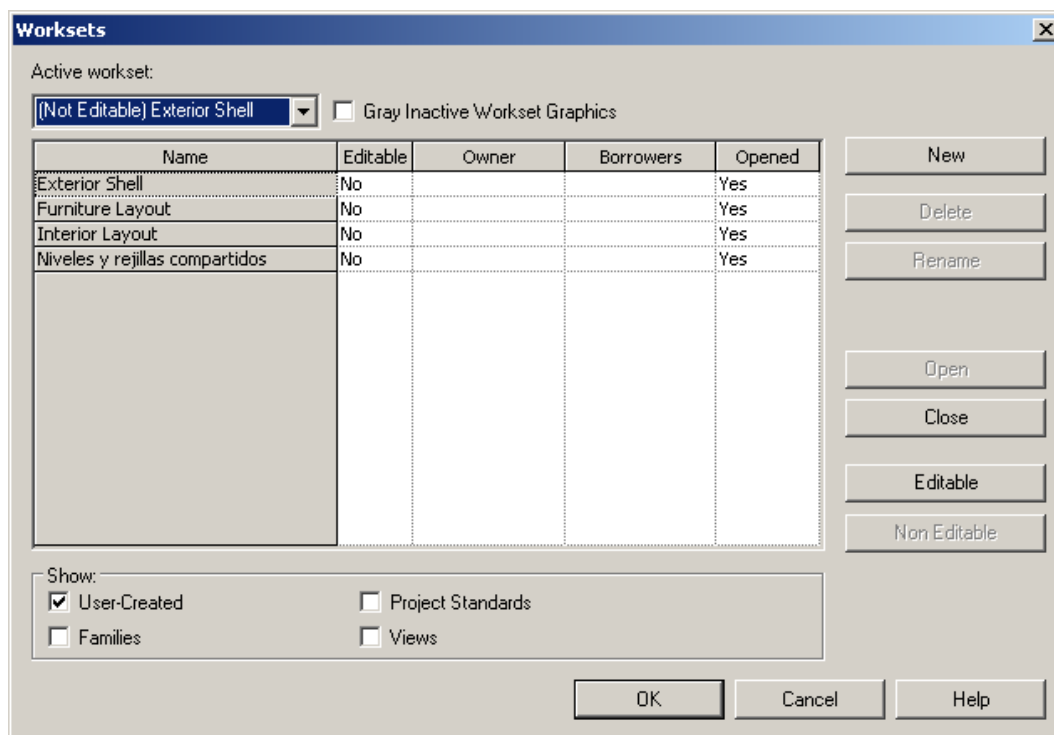 Worksets
Active workset:
(Not Editable) Exterior Shell
Gray Inactive Workset Graphics
Name Editable Owner Borrowers Opened
Exterior Shell No Yes
Furniture Layout No Yes
Interior Layout No Yes
Niveles y rejillas compartidos No Yes
New
Delete
Rename
Open
Close
Editable
Non Editable
Show:
User-Created Project Standards
Families Views
OK Cancel Help